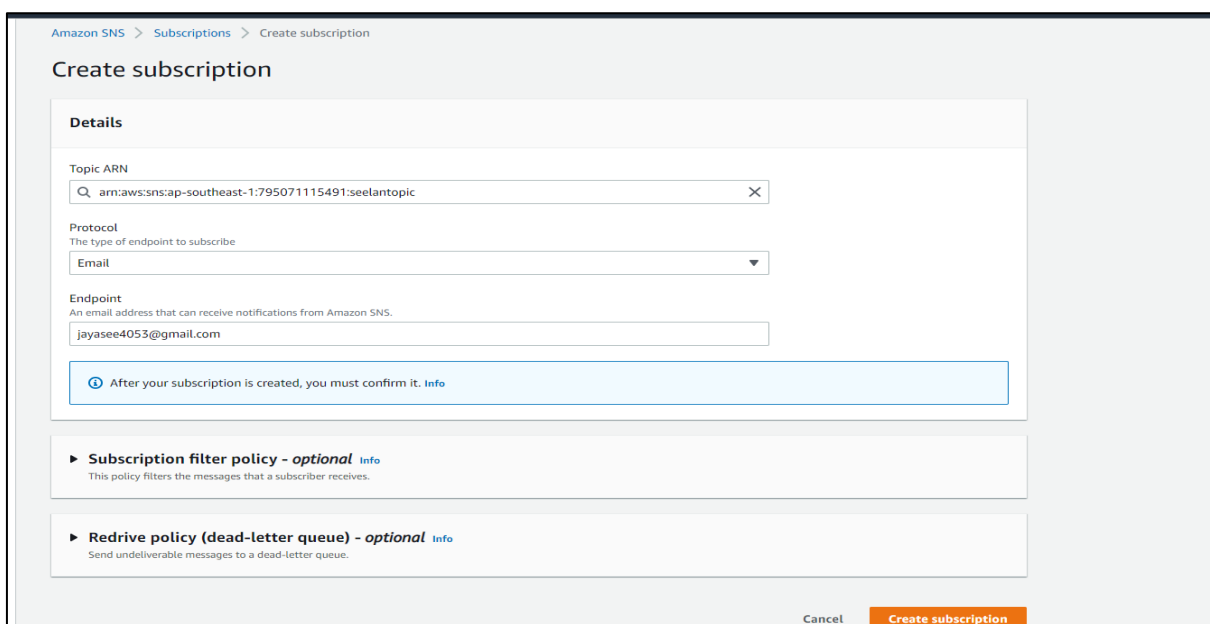 Amazon SNS > Subscriptions > Create subscription
Create subscription
Details
Topic ARN
arn:aws:sns:ap-southeast-1:795071115491:seelantopic
Protocol
The type of endpoint to subscribe
Email
Endpoint
An email address that can receive notifications from Amazon SNS.
jayasee4053@gmail.com
After your subscription is created, you must confirm it. Info
Subscription filter policy - optional Info
This policy filters the messages that a subscriber receives.
Redrive policy (dead-letter queue) - optional Info
Send undeliverable messages to a dead-letter queue.
Cancel Create subscription